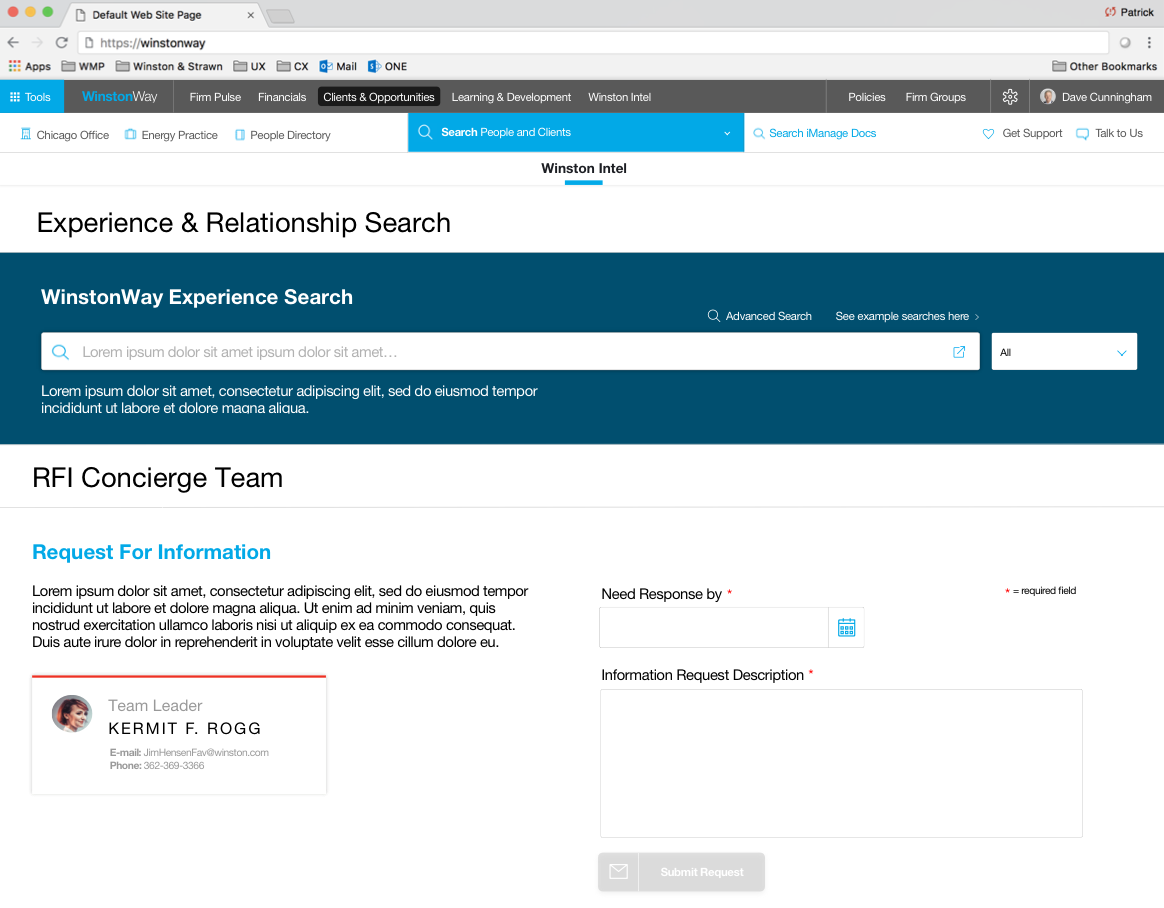 Default Web Site Page
Patrick
https://winstonway
Apps WMP Winston & Strawn UX CX Mail ONE Other Bookmarks
Tools WinstonWay Firm Pulse Financials Clients & Opportunities Learning & Development Winston Intel Policies Firm Groups Dave Cunningham
Chicago Office Energy Practice People Directory Search People and Clients Search iManage Docs Get Support Talk to Us
Winston Intel
Experience & Relationship Search
WinstonWay Experience Search
Advanced Search See example searches here
Lorem ipsum dolor sit amet ipsum dolor sit amet…
All
Lorem ipsum dolor sit amet, consectetur adipiscing elit, sed do eiusmod tempor
incididunt ut labore et dolore magna aliqua.
RFI Concierge Team
Request For Information
Lorem ipsum dolor sit amet, consectetur adipiscing elit, sed do eiusmod tempor
incididunt ut labore et dolore magna aliqua. Ut enim ad minim veniam, quis
nostrud exercitation ullamco laboris nisi ut aliquip ex ea commodo consequat.
Duis aute irure dolor in reprehenderit in voluptate velit esse cillum dolore eu.
Team Leader
KERMIT F. ROGG
E-mail: JimHensenFav@winston.com
Phone: 362-369-3366
Need Response by *
* = required field
Information Request Description *
Submit Request